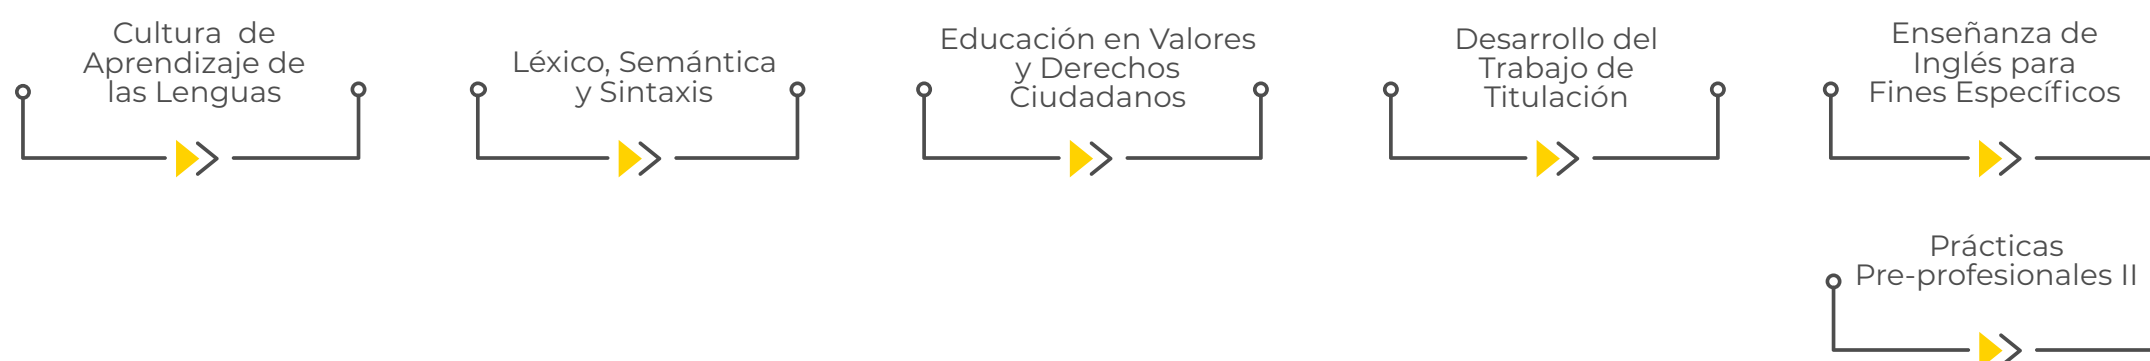 Cultura de
Aprendizaje de
las Lenguas
Léxico, Semántica
y Sintaxis
Educación en Valores
y Derechos
Ciudadanos
Desarrollo del
Trabajo de
Titulación
Enseñanza de
Inglés para
Fines Específicos
Prácticas
Pre-profesionales II